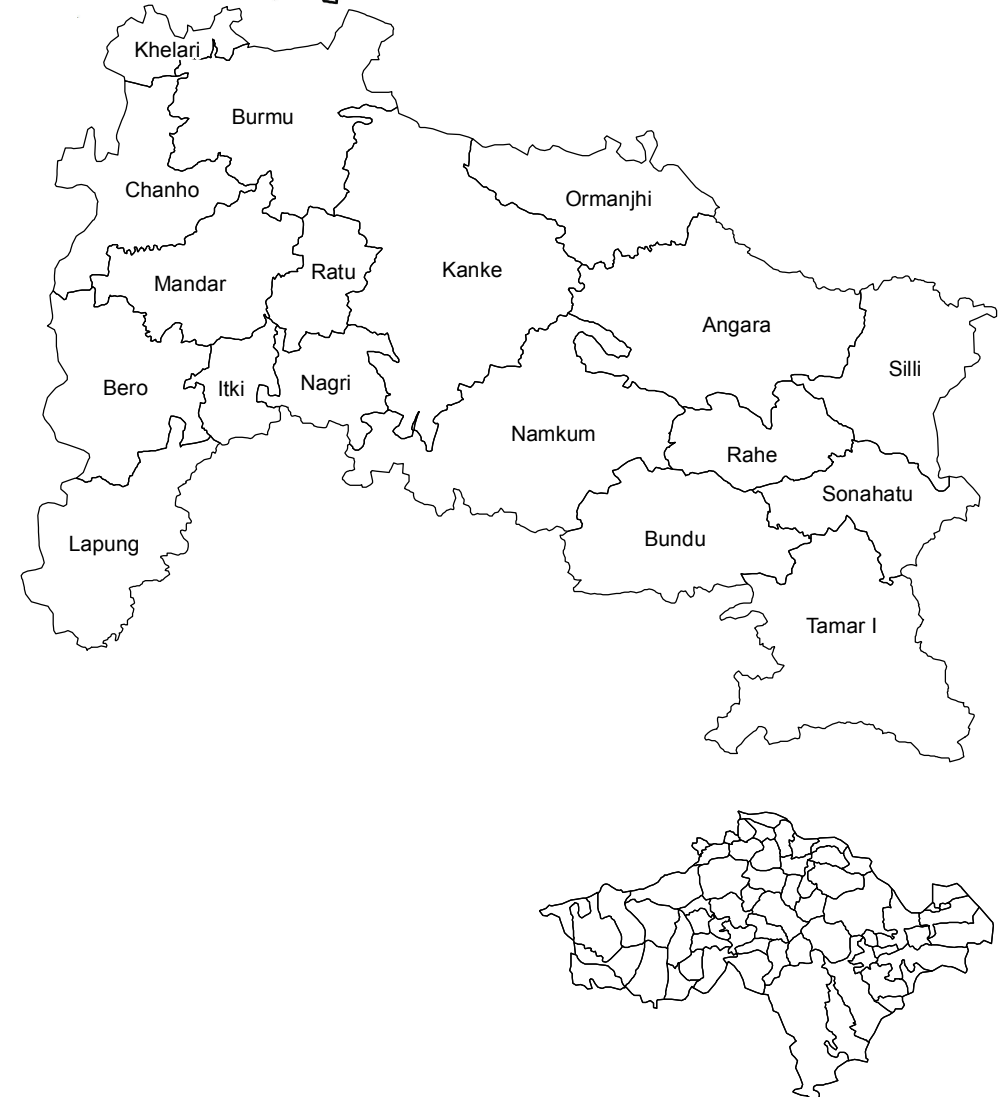 Khelari
Burmu
Chanho
Ormanjhi
Mandar
Ratu
Kanke
Angara
Silli
Bero
Itki
Nagri
Namkum
Rahe
Sonahatu
Lapung
Bundu
Tamar I